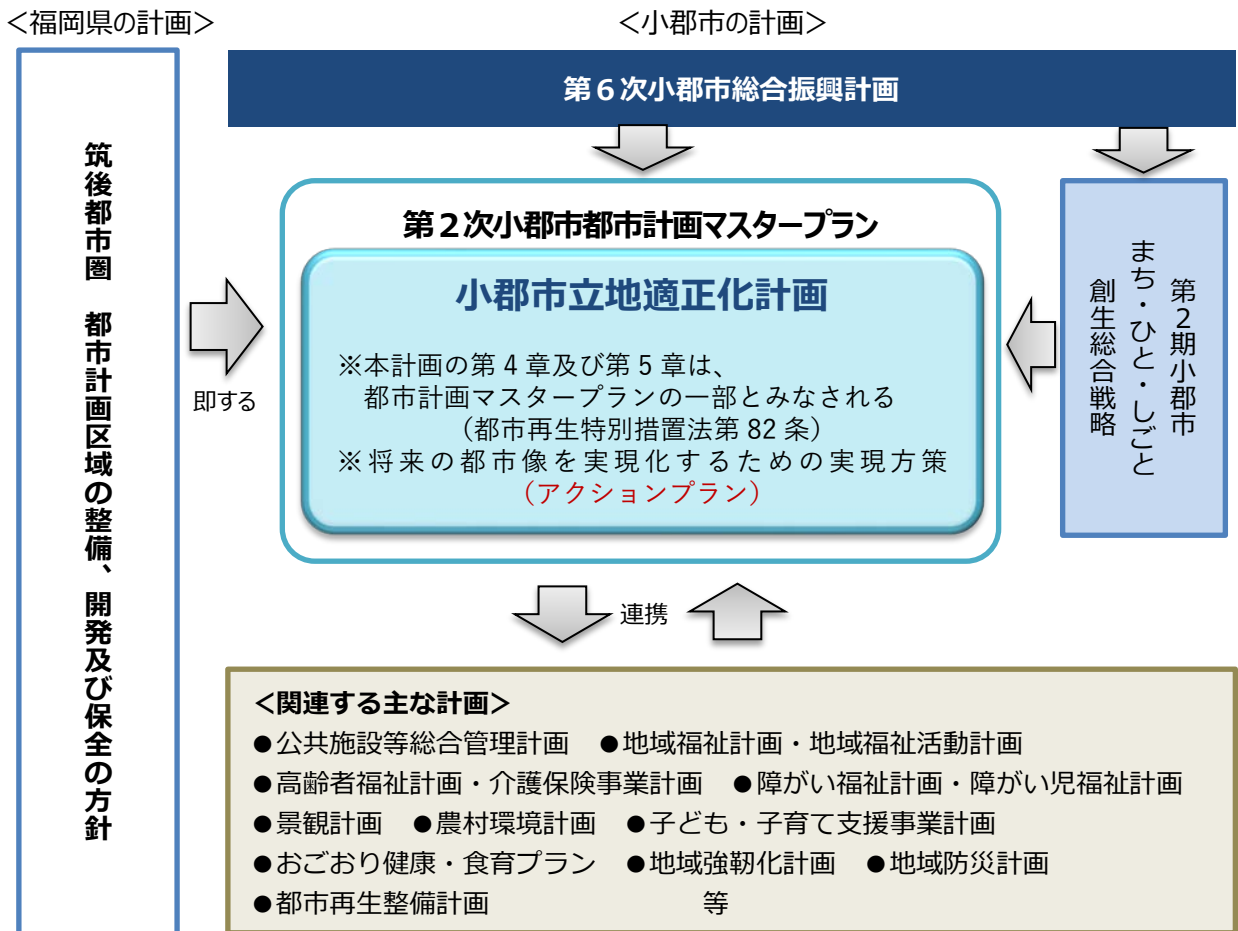 <福岡県の計画>
<小郡市の計画>
第６次小郡市総合振興計画
筑後都市圏　都市計画区域の整備、開発及び保全の方針
即する
第２次小郡市都市計画マスタープラン
小郡市立地適正化計画
※本計画の第 4 章及び第 5 章は、
都市計画マスタープランの一部とみなされる
（都市再生特別措置法第 82 条）
※将来の都市像を実現化するための実現方策
（アクションプラン）
第２期小郡市
まち・ひと・しごと
創生総合戦略
連携
<関連する主な計画>
●公共施設等総合管理計画　●地域福祉計画・地域福祉活動計画
●高齢者福祉計画・介護保険事業計画　●障がい福祉計画・障がい児福祉計画
●景観計画　●農村環境計画　●子ども・子育て支援事業計画
●おごおり健康・食育プラン　●地域強靭化計画　●地域防災計画
●都市再生整備計画　等